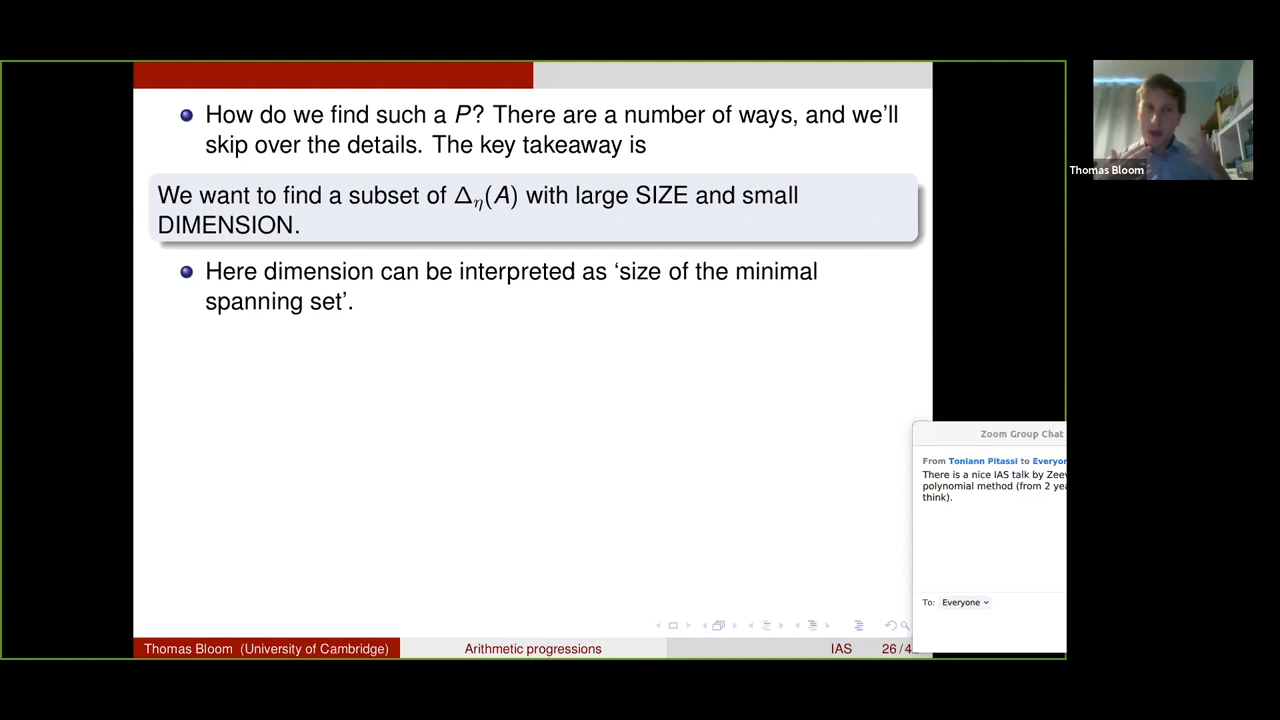 How do we find such a P? There are a number of ways, and we'll
skip over the details. The key takeaway is
We want to find a subset of Δη(A) with large SIZE and small
DIMENSION.
Here dimension can be interpreted as 'size of the minimal
spanning set'.
Thomas Bloom
Zoom Group Chat
From Toniann Pitassi to Everyon
There is a nice IAS talk by Zeev
polynomial method (from 2 yea
think).
To: Everyone
Thomas Bloom (University of Cambridge)
Arithmetic progressions
IAS
26 / 4